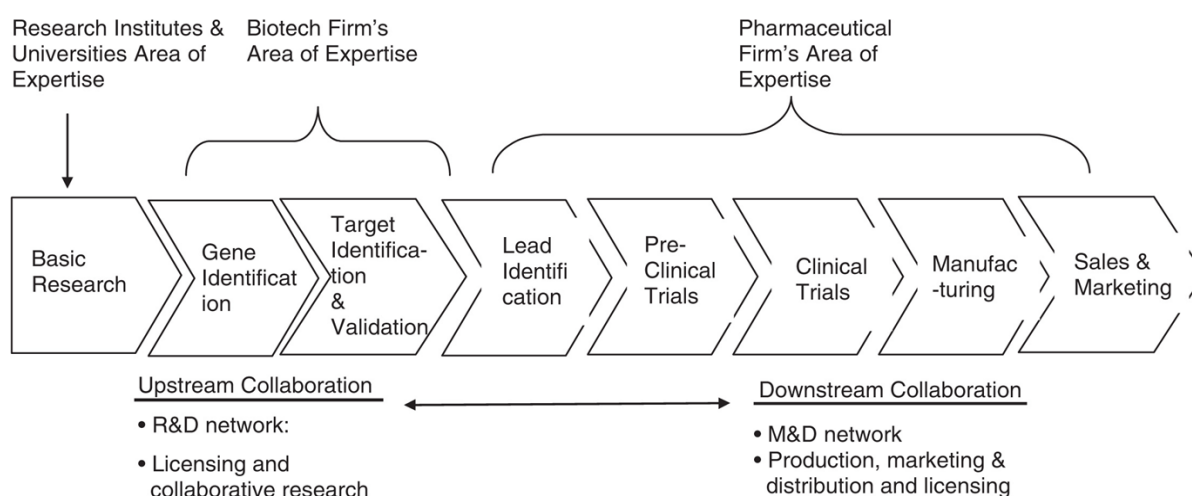 Research Institutes &
Universities Area of
Expertise
Biotech Firm's
Area of Expertise
Pharmaceutical
Firm's Area of
Expertise
Basic
Research
Gene
Identificat
ion
Target
Identifica-
tion
&
Validation
Lead
Identifi
cation
Pre-
Clinical
Trials
Clinical
Trials
Manufac
-turing
Sales &
Marketing
Upstream Collaboration
• R&D network:
• Licensing and
collaborative research
Downstream Collaboration
• M&D network
• Production, marketing &
distribution and licensing